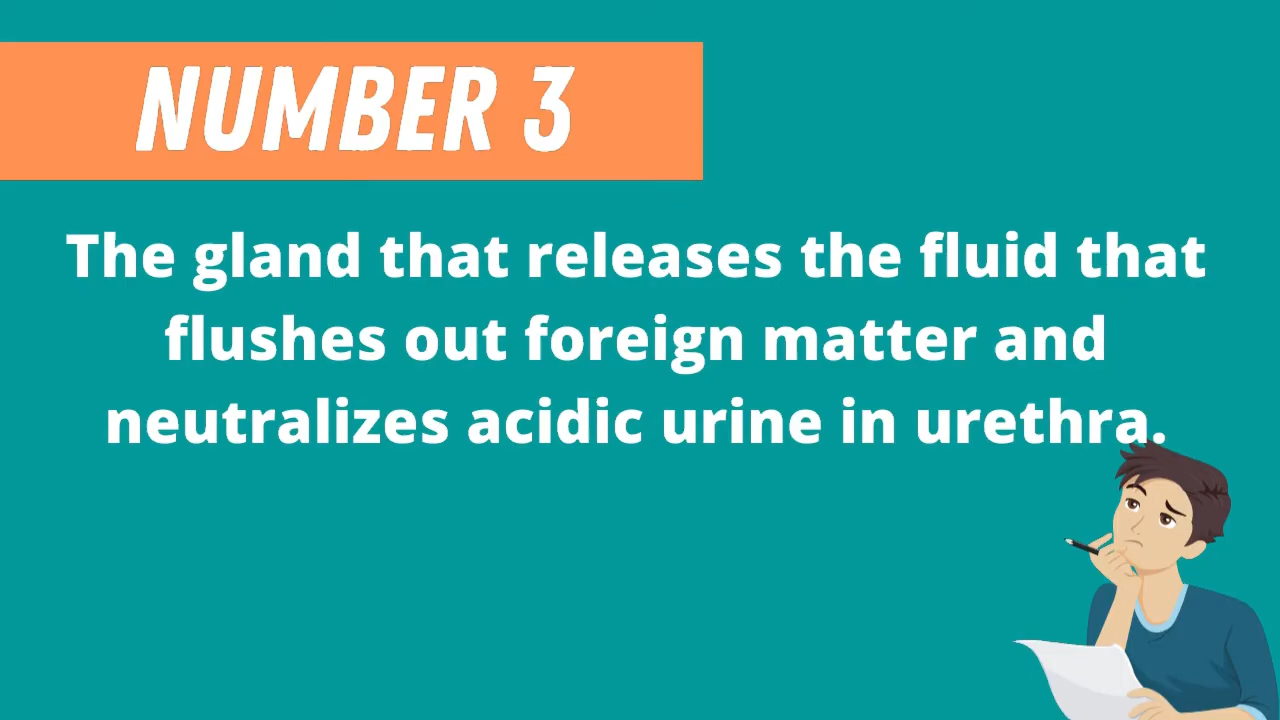 NUMBER 3
The gland that releases the fluid that
flushes out foreign matter and
neutralizes acidic urine in urethra.